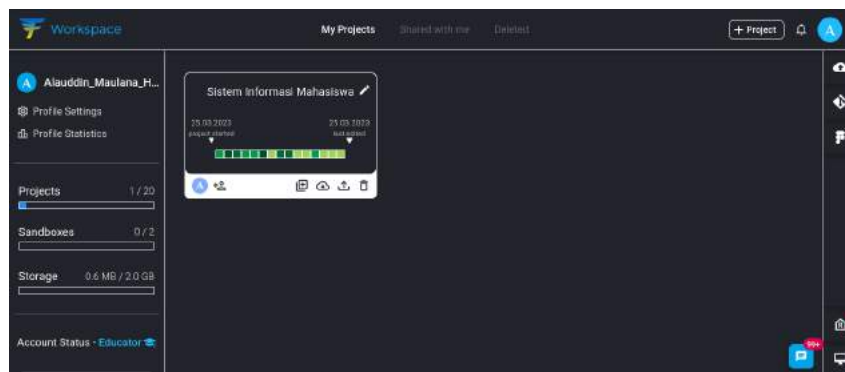 Workspace
My Projects
Shared with me
Deleted
+ Project
A
A Alauddin_Maulana_H...
Profile Settings
Profile Statistics
Projects 1 / 20
Sandboxes 0 / 2
Storage 0.6 MB / 2.0 GB
Account Status - Educator
Sistem Informasi Mahasiswa
25.03.2023 25.03.2023
project started last edited
A
99+